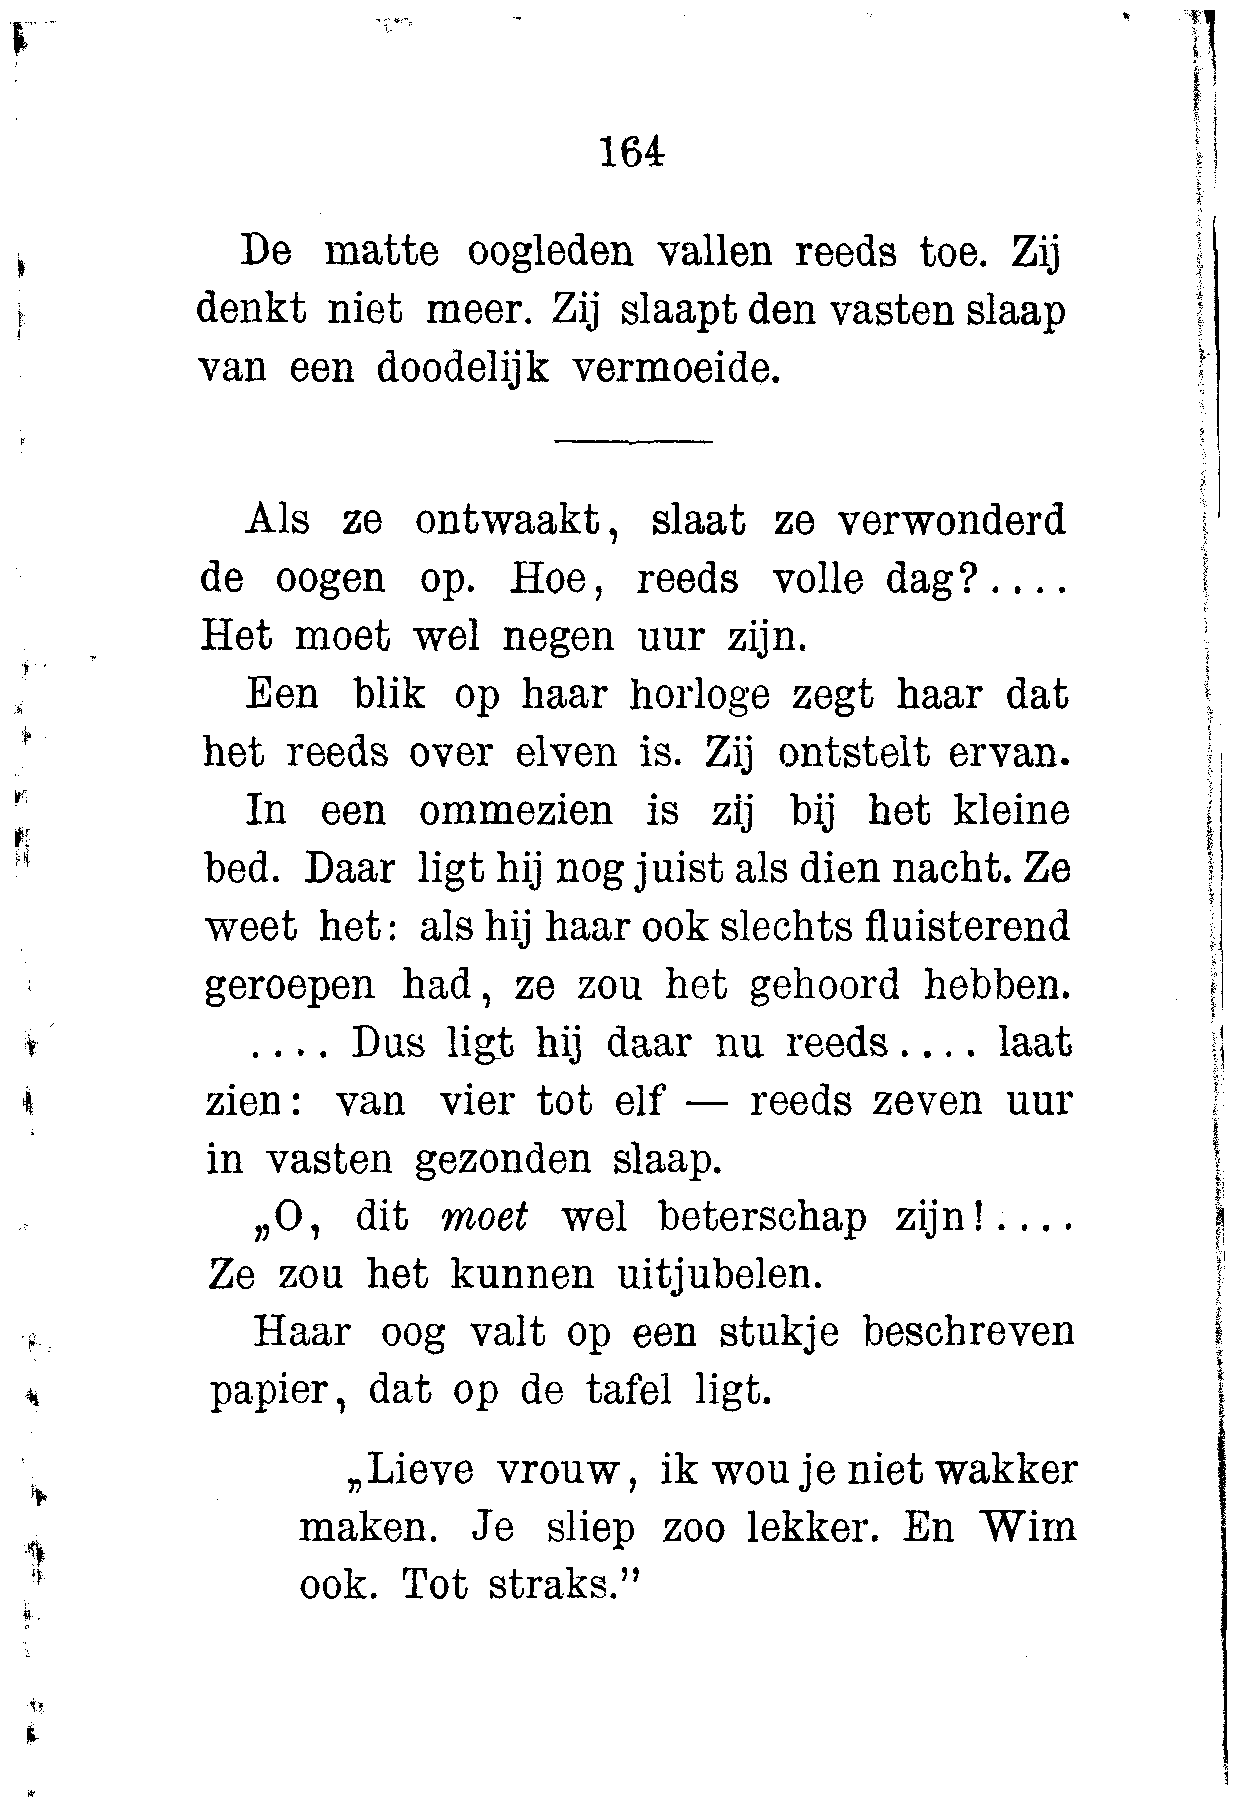 164
De matte oogleden vallen reeds toe. Zij
denkt niet meer. Zij slaapt den vasten slaap
van een doodelijk vermoeide.
Als ze ontwaakt, slaat ze verwonderd
de oogen op. Hoe, reeds volle dag?....
Het moet wel negen uur zijn.
Een blik op haar horloge zegt haar dat
het reeds over elven is. Zij ontstelt ervan.
In een ommezien is zij bij het kleine
bed. Daar ligt hij nog juist als dien nacht. Ze
weet het: als hij haar ook slechts fluisterend
geroepen had, ze zou het gehoord hebben.
.... Dus ligt hij daar nu reeds.... laat
zien: van vier tot elf — reeds zeven uur
in vasten gezonden slaap.
„O, dit moet wel beterschap zijn!....
Ze zou het kunnen uitjubelen.
Haar oog valt op een stukje beschreven
papier, dat op de tafel ligt.
„Lieve vrouw, ik wou je niet wakker
maken. Je sliep zoo lekker. En Wim
ook. Tot straks.”